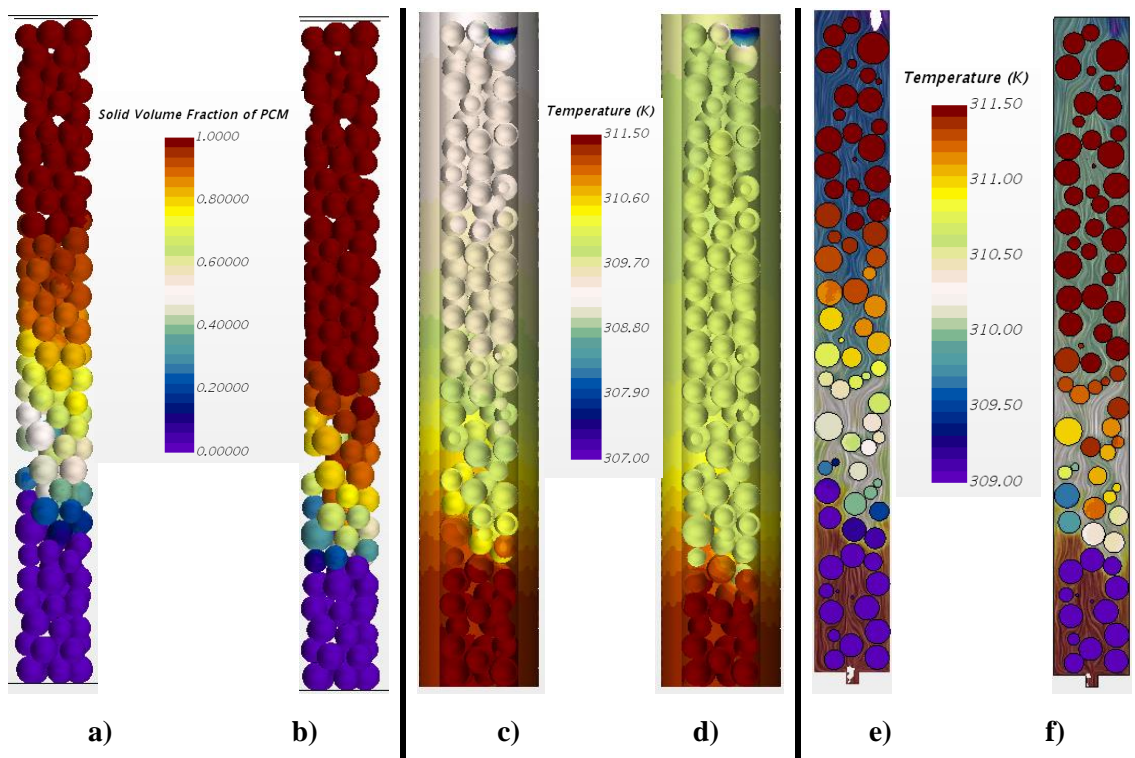 Solid Volume Fraction of PCM
1.0000
0.80000
0.60000
0.40000
0.20000
0.00000
Temperature (K)
311.50
310.60
309.70
308.80
307.90
307.00
Temperature (K)
311.50
311.00
310.50
310.00
309.50
309.00
a)
b)
c)
d)
e)
f)